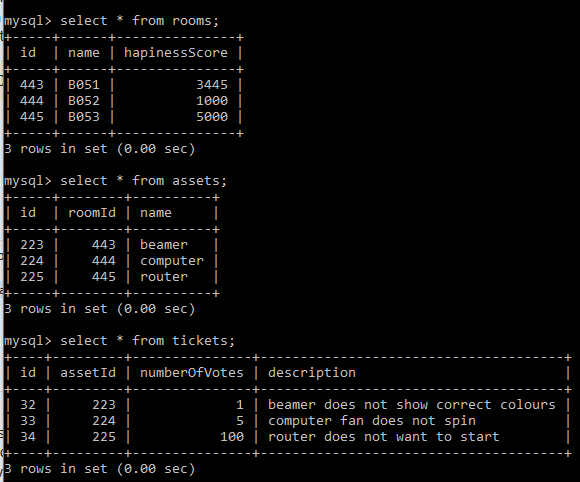 mysql> select * from rooms;
+-----+------+---------------+
| id  | name | hapinessScore |
+-----+------+---------------+
| 443 | B051 |          3445 |
| 444 | B052 |          1000 |
| 445 | B053 |          5000 |
+-----+------+---------------+
3 rows in set (0.00 sec)
mysql> select * from assets;
+-----+--------+----------+
| id  | roomId | name     |
+-----+--------+----------+
| 223 |    443 | beamer   |
| 224 |    444 | computer |
| 225 |    445 | router   |
+-----+--------+----------+
3 rows in set (0.00 sec)
mysql> select * from tickets;
+----+---------+---------------+--------------------------------------+
| id | assetId | numberOfVotes | description                          |
+----+---------+---------------+--------------------------------------+
| 32 |     223 |             1 | beamer does not show correct colours |
| 33 |     224 |             5 | computer fan does not spin           |
| 34 |     225 |           100 | router does not want to start        |
+----+---------+---------------+--------------------------------------+
3 rows in set (0.00 sec)